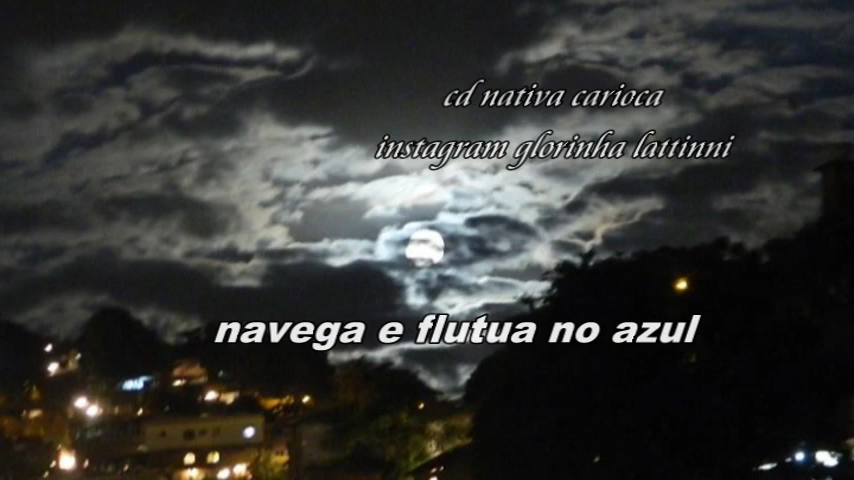 cd nativa carioca
instagram glorinha lattinni
navega e flutua no azul